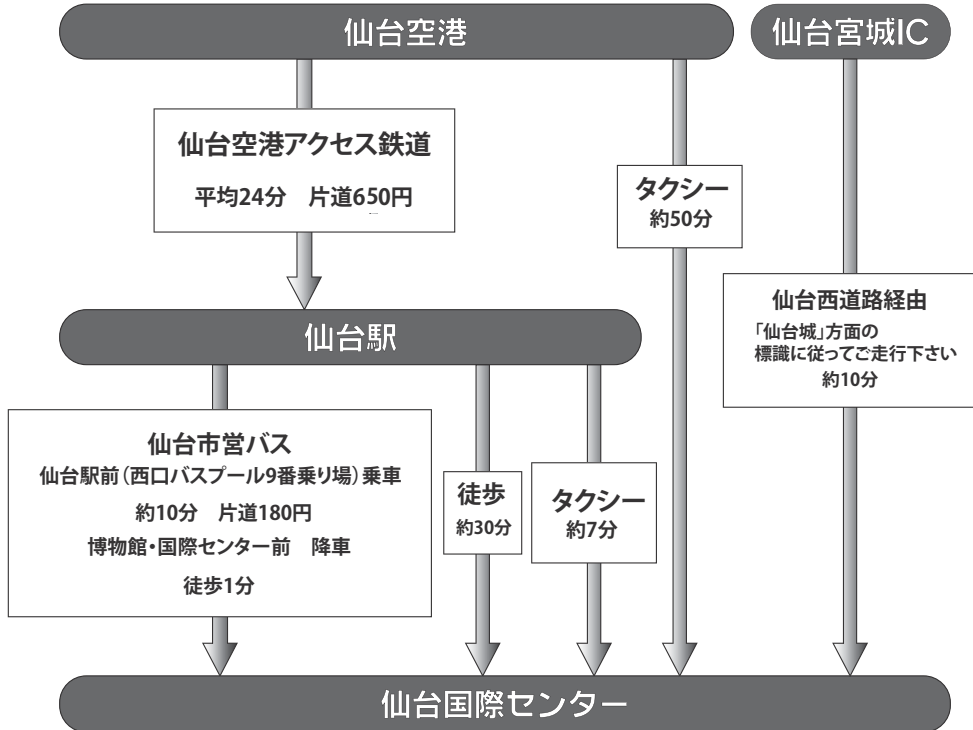 仙台空港
仙台宮城IC
仙台空港アクセス鉄道
平均24分　片道650円
タクシー
約50分
仙台西道路経由
「仙台城」方面の
標識に従ってご走行下さい
約10分
仙台駅
仙台市営バス
仙台駅前（西口バスプール9番乗り場）乗車
約10分　片道180円
博物館・国際センター前　降車
徒歩1分
徒歩
約30分
タクシー
約7分
仙台国際センター